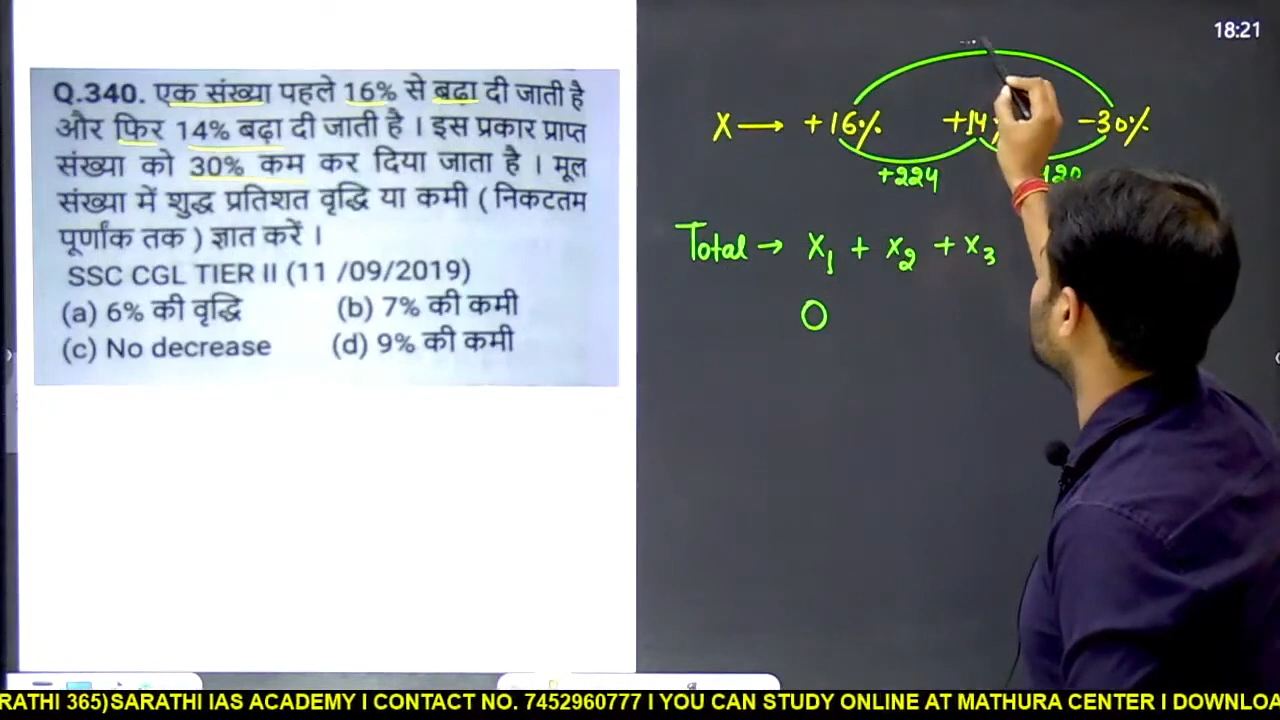 18:21
Q.340. एक संख्या पहले 16% से बढा दी जाती है
और फिर 14% बढ़ा दी जाती है । इस प्रकार प्राप्त
संख्या को 30% कम कर दिया जाता है । मूल
संख्या में शुद्ध प्रतिशत वृद्धि या कमी ( निकटतम
पूर्णांक तक ) ज्ञात करें ।
SSC CGL TIER II (11 /09/2019)
(a) 6% की वृद्धि (b) 7% की कमी
(c) No decrease (d) 9% की कमी
X → +16% +14 -30%
+224 120
Total → X1 + X2 + X3
0
RATHI 365)SARATHI IAS ACADEMY I CONTACT NO. 7452960777 I YOU CAN STUDY ONLINE AT MATHURA CENTER I DOWNLOA